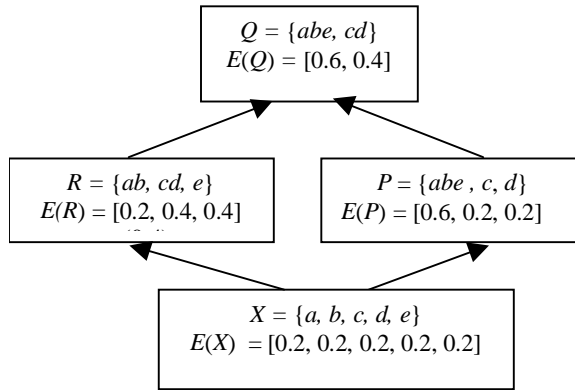 Q = {abe, cd}
E(Q) = [0.6, 0.4]
R = {ab, cd, e}
E(R) = [0.2, 0.4, 0.4]
P = {abe , c, d}
E(P) = [0.6, 0.2, 0.2]
X = {a, b, c, d, e}
E(X) = [0.2, 0.2, 0.2, 0.2, 0.2]